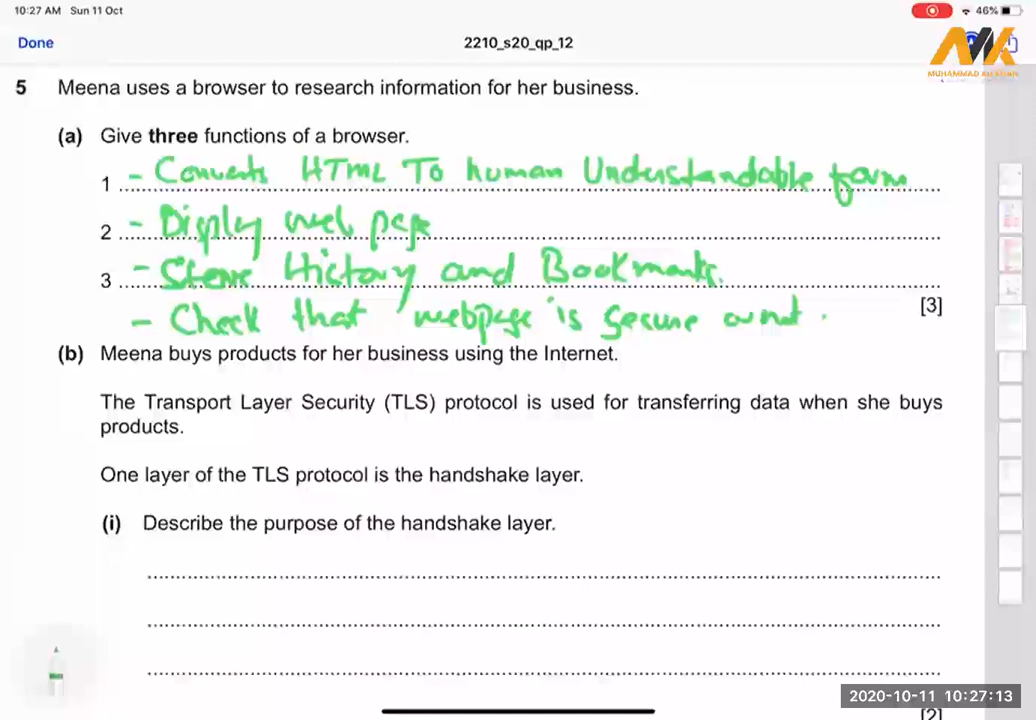 10:27 AM Sun 11 Oct 46%
Done 2210_s20_qp_12
MUHAMMAD ALI KHAN
5 Meena uses a browser to research information for her business.
(a) Give three functions of a browser.
1 - Converts HTML To human Understandable form
2 - Display web page
3 - Store History and Bookmarks.
[3]
- Check that webpage is secure or not.
(b) Meena buys products for her business using the Internet.
The Transport Layer Security (TLS) protocol is used for transferring data when she buys
products.
One layer of the TLS protocol is the handshake layer.
(i) Describe the purpose of the handshake layer.
2020-10-11 10:27:13
[2]